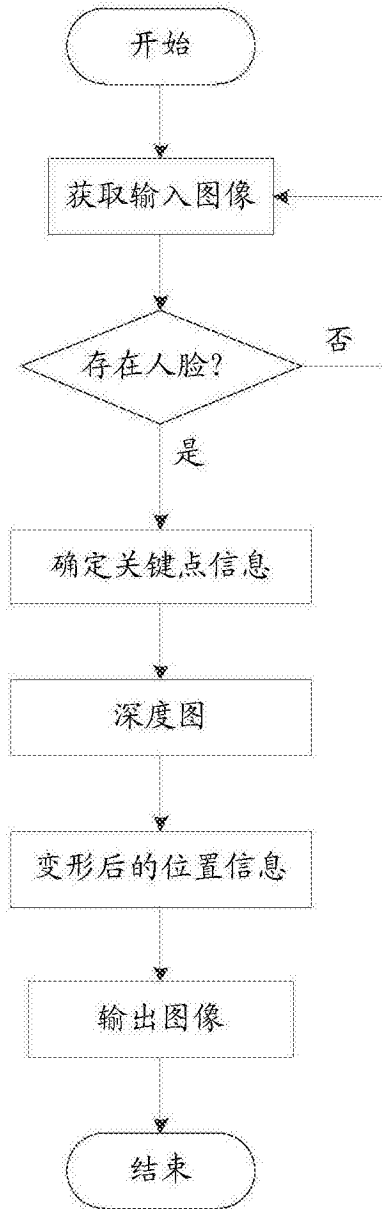 开始
获取输入图像
存在人脸?
否
是
确定关键点信息
深度图
变形后的位置信息
输出图像
结束